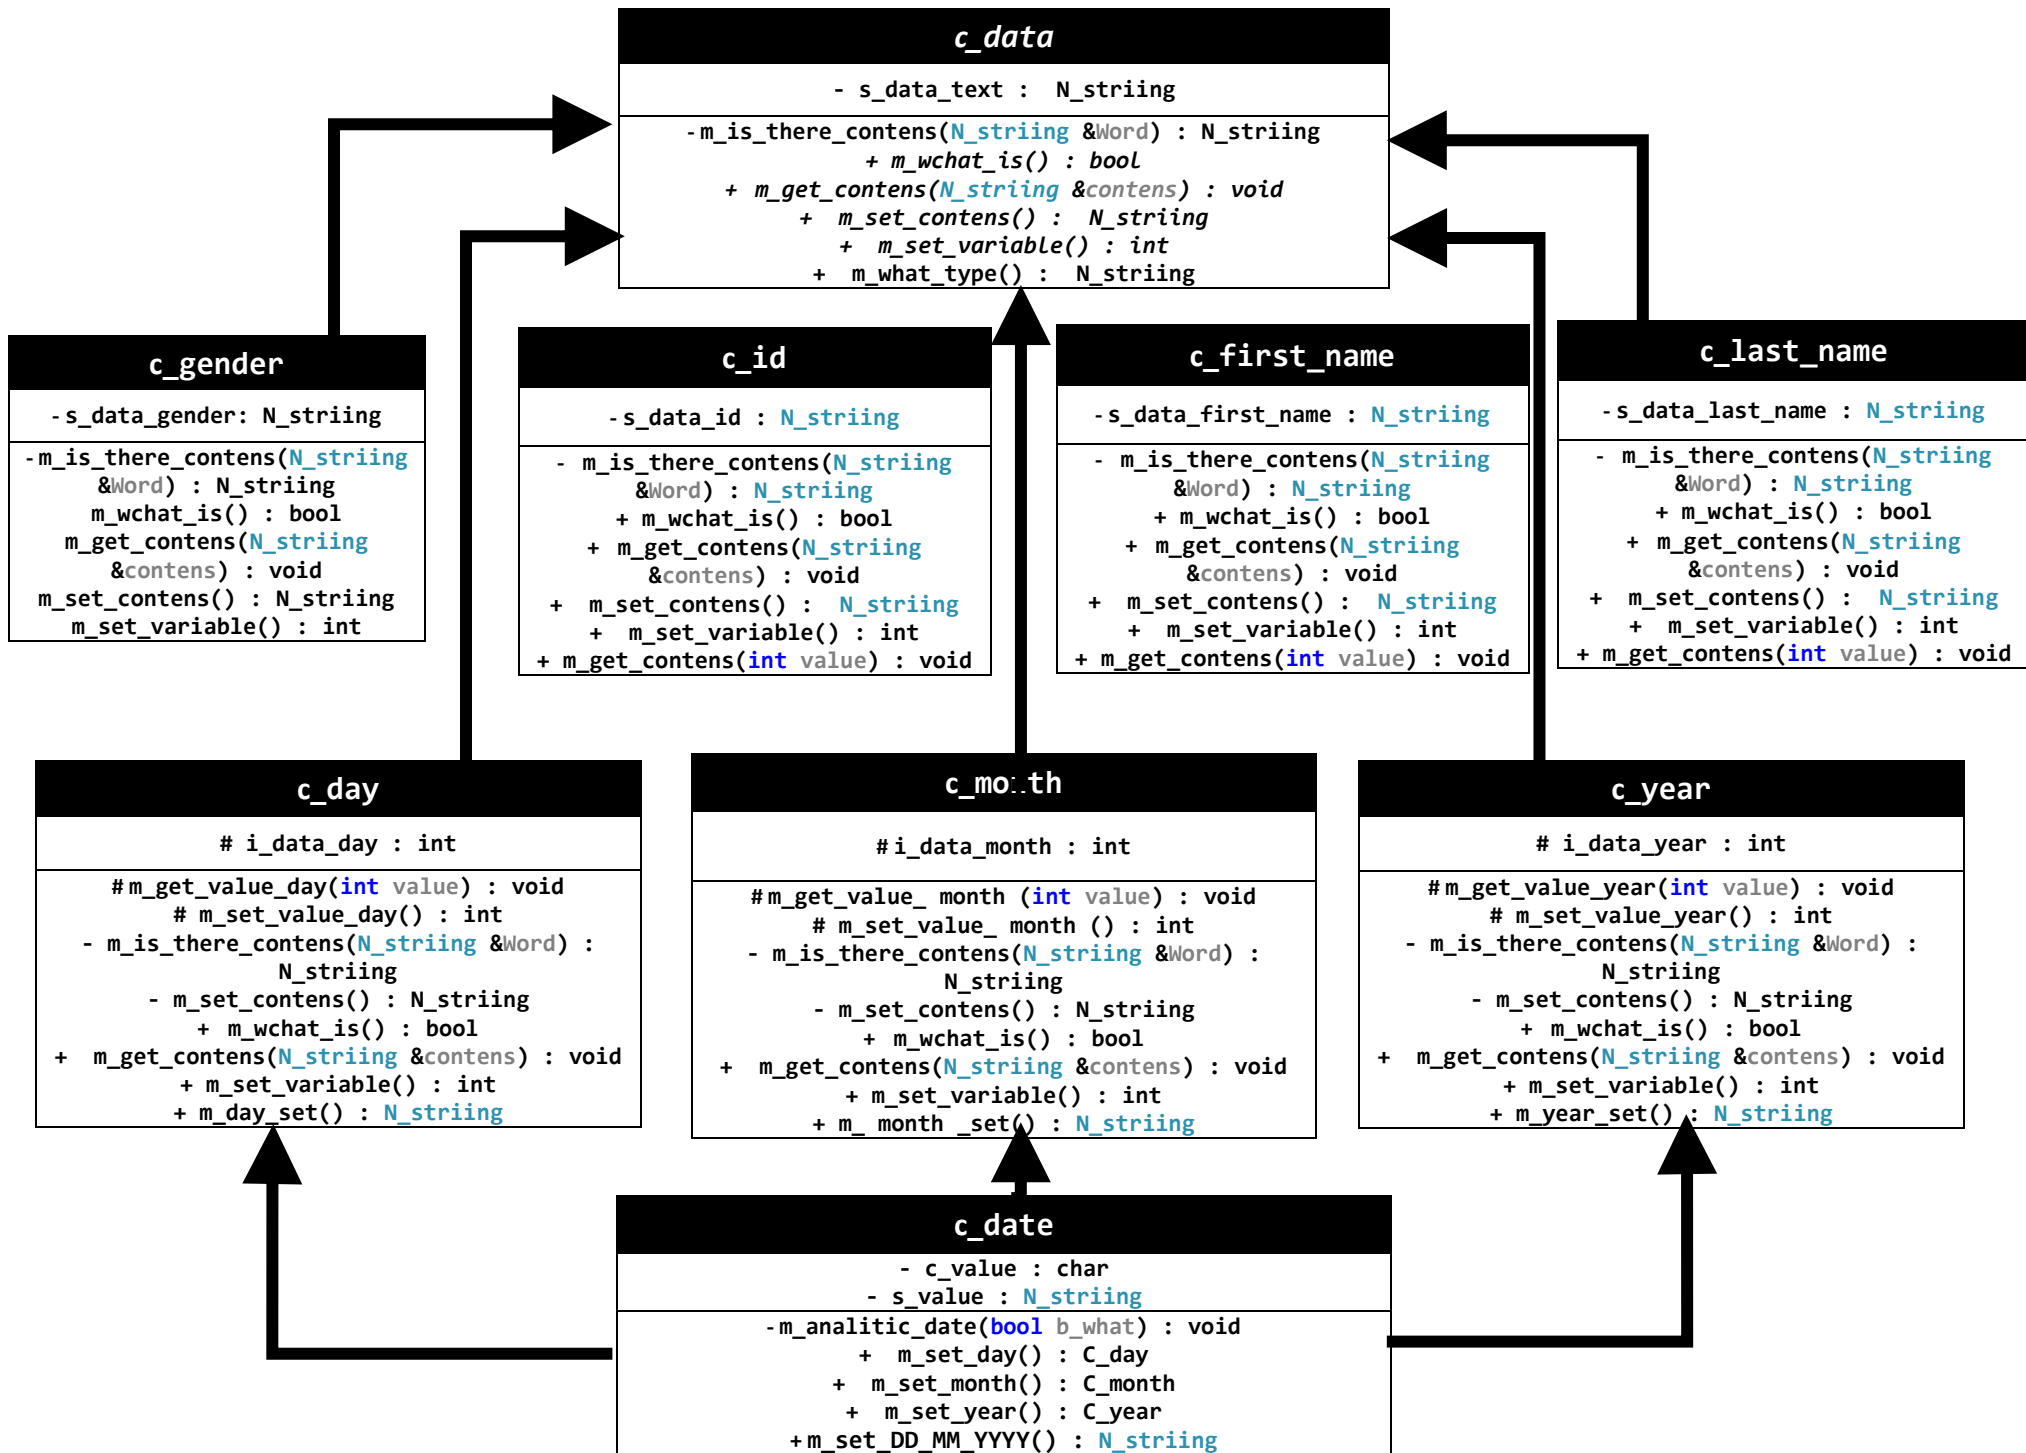 c_data
- s_data_text :  N_striing
-m_is_there_contens(N_striing &Word) : N_striing
+ m_wchat_is() : bool
+  m_get_contens(N_striing &contens) : void
+  m_set_contens() :  N_striing
+  m_set_variable() : int
+  m_what_type() :  N_striing
c_gender
-s_data_gender: N_striing
-m_is_there_contens(N_striing
&Word) : N_striing
m_wchat_is() : bool
m_get_contens(N_striing
&contens) : void
m_set_contens() : N_striing
m_set_variable() : int
c_id
-s_data_id : N_striing
- m_is_there_contens(N_striing
&Word) : N_striing
+ m_wchat_is() : bool
+ m_get_contens(N_striing
&contens) : void
+  m_set_contens() :  N_striing
+  m_set_variable() : int
+ m_get_contens(int value) : void
c_first_name
-s_data_first_name : N_striing
- m_is_there_contens(N_striing
&Word) : N_striing
+ m_wchat_is() : bool
+ m_get_contens(N_striing
&contens) : void
+  m_set_contens() :  N_striing
+  m_set_variable() : int
+ m_get_contens(int value) : void
c_last_name
-s_data_last_name : N_striing
- m_is_there_contens(N_striing
&Word) : N_striing
+ m_wchat_is() : bool
+ m_get_contens(N_striing
&contens) : void
+  m_set_contens() :  N_striing
+  m_set_variable() : int
+ m_get_contens(int value) : void
c_day
# i_data_day : int
#m_get_value_day(int value) : void
# m_set_value_day() : int
- m_is_there_contens(N_striing &Word) :
N_striing
- m_set_contens() : N_striing
+ m_wchat_is() : bool
+  m_get_contens(N_striing &contens) : void
+ m_set_variable() : int
+ m_day_set() : N_striing
c_month
#i_data_month : int
#m_get_value_ month (int value) : void
# m_set_value_ month () : int
- m_is_there_contens(N_striing &Word) :
N_striing
- m_set_contens() : N_striing
+ m_wchat_is() : bool
+  m_get_contens(N_striing &contens) : void
+ m_set_variable() : int
+ m_ month _set() : N_striing
c_year
# i_data_year : int
#m_get_value_year(int value) : void
# m_set_value_year() : int
- m_is_there_contens(N_striing &Word) :
N_striing
- m_set_contens() : N_striing
+ m_wchat_is() : bool
+  m_get_contens(N_striing &contens) : void
+ m_set_variable() : int
+ m_year_set() : N_striing
c_date
- c_value : char
- s_value : N_striing
-m_analitic_date(bool b_what) : void
+  m_set_day() : C_day
+  m_set_month() : C_month
+  m_set_year() : C_year
+m_set_DD_MM_YYYY() : N_striing